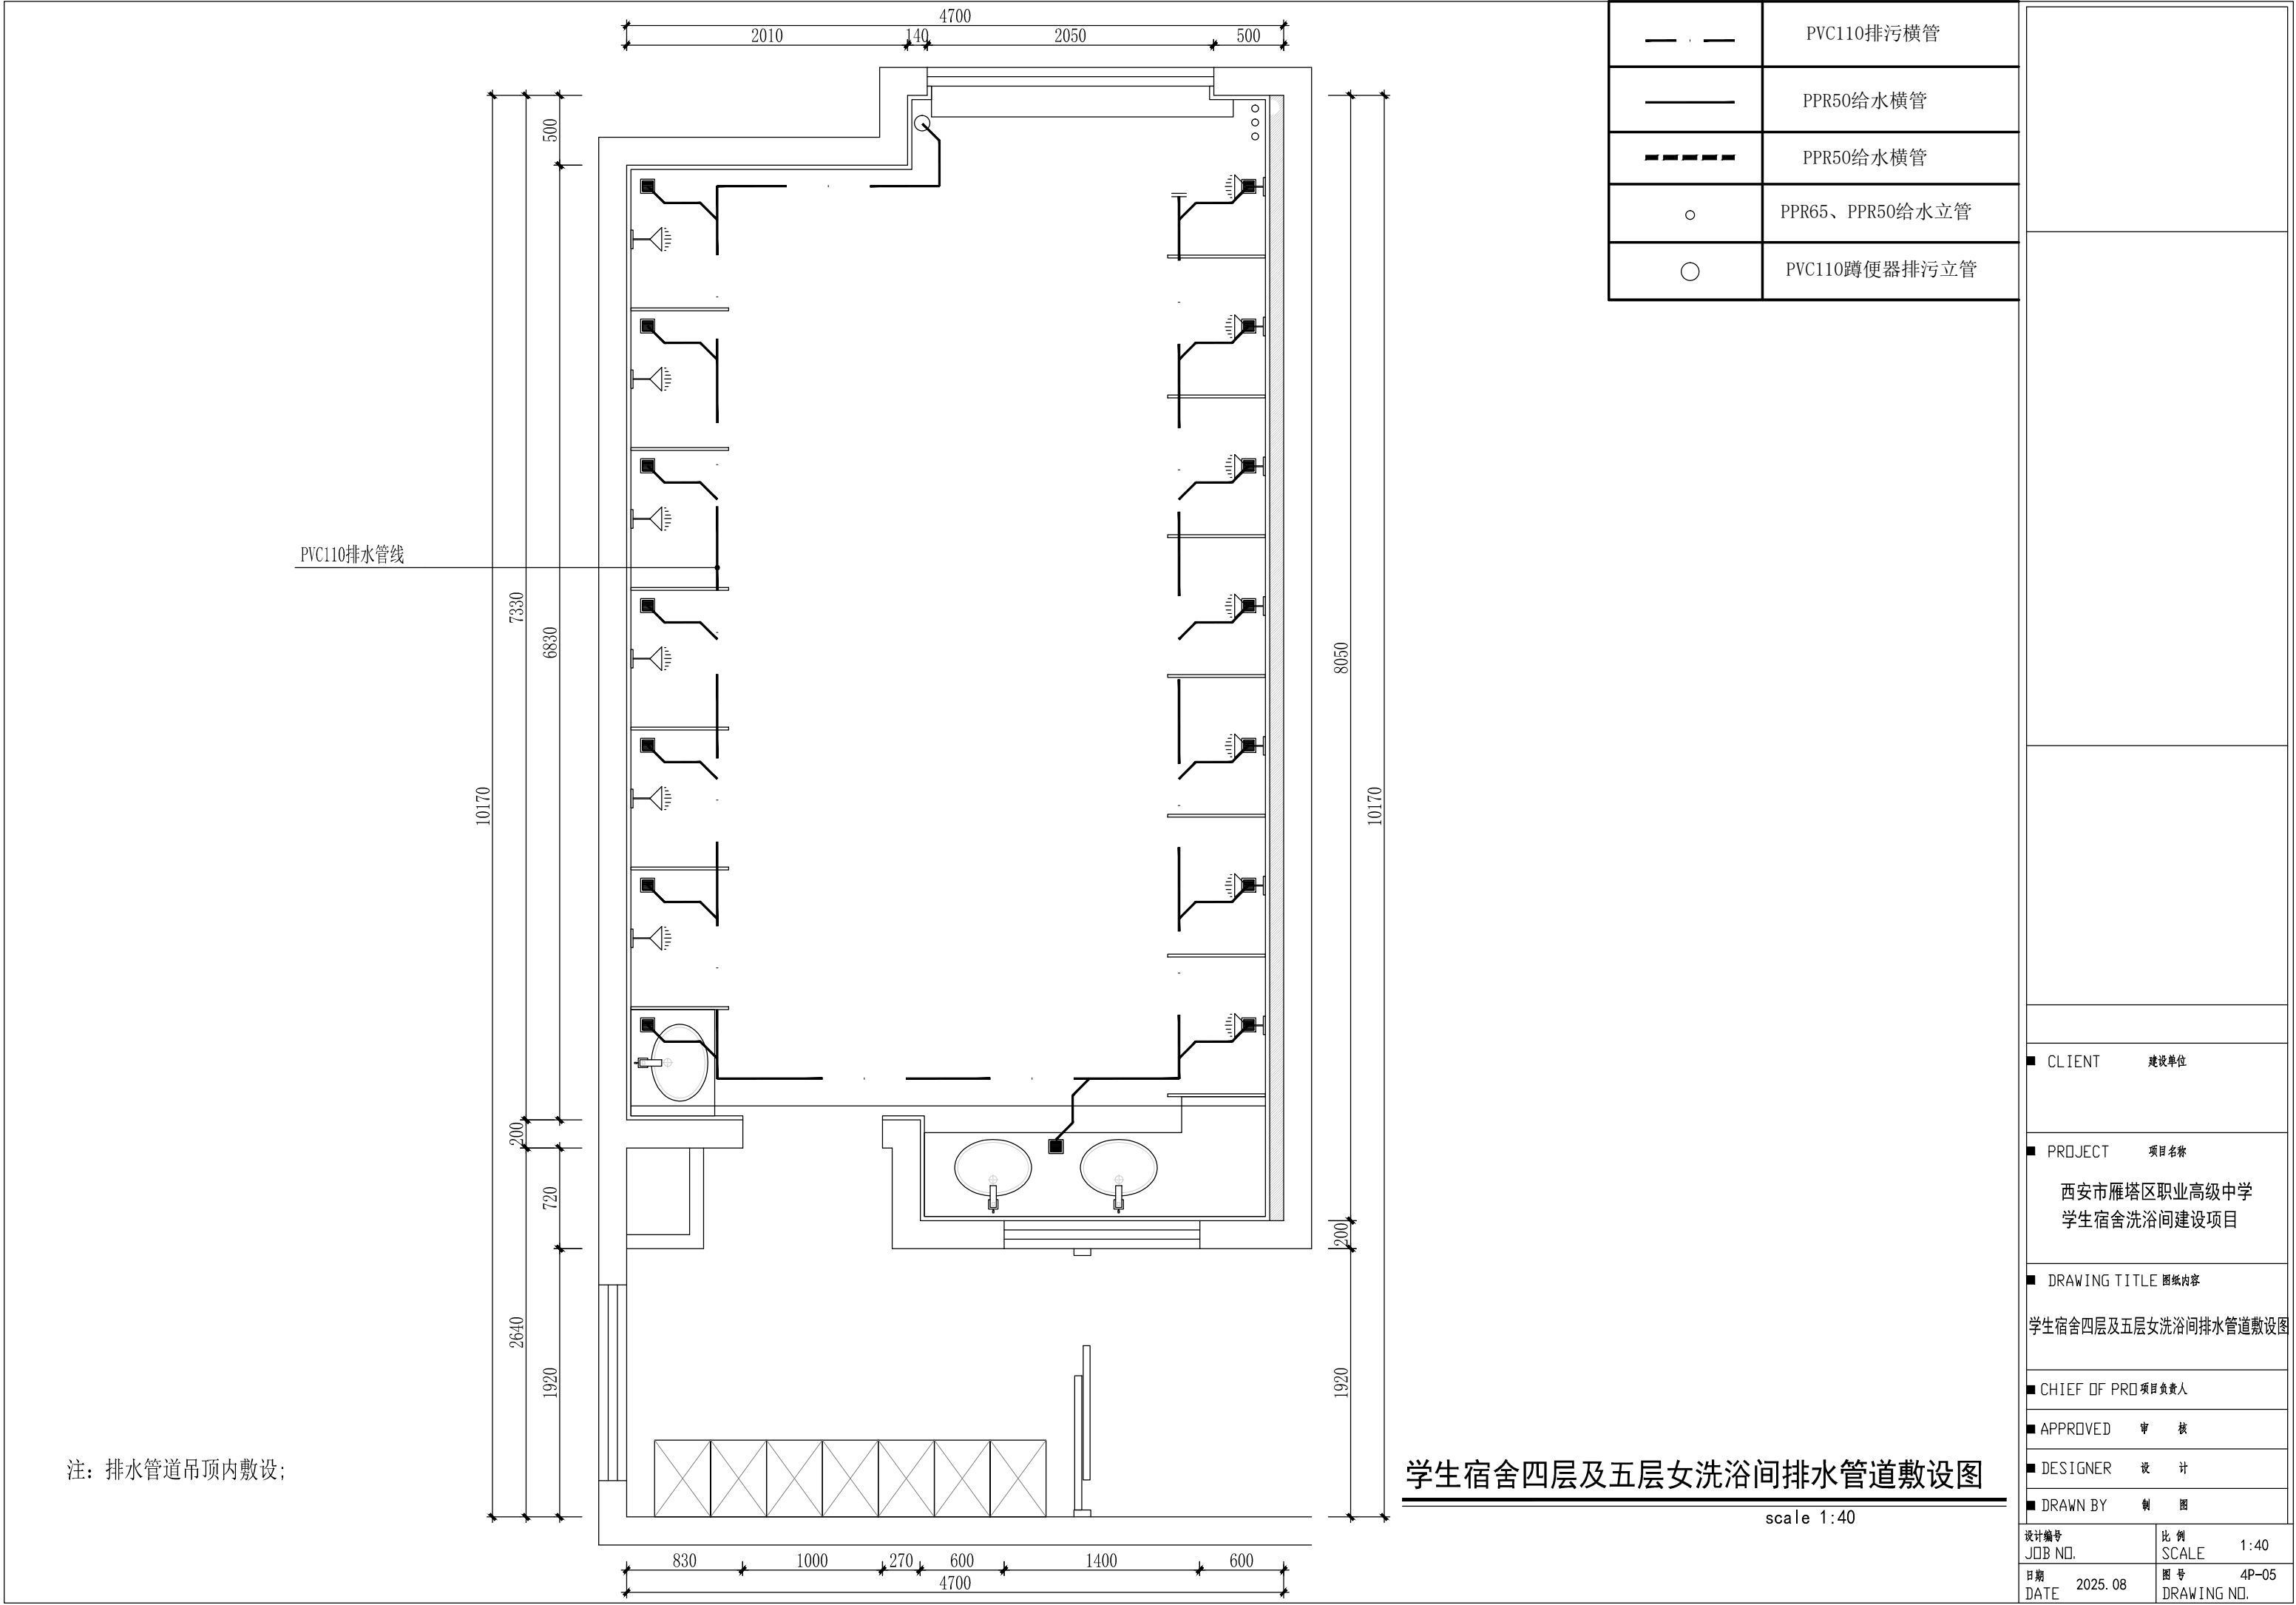 4700
2010
140
2050
500
PVC110排污横管
PPR50给水横管
PPR50给水横管
PPR65、PPR50给水立管
PVC110蹲便器排污立管
500
PVC110排水管线
7330
6830
8050
10170
10170
200
720
200
2640
1920
1920
830
1000
270
600
1400
600
4700
注：排水管道吊顶内敷设;
学生宿舍四层及五层女洗浴间排水管道敷设图
scale 1:40
CLIENT 建设单位
PROJECT 项目名称
西安市雁塔区职业高级中学
学生宿舍洗浴间建设项目
DRAWING TITLE 图纸内容
学生宿舍四层及五层女洗浴间排水管道敷设图
CHIEF OF PRO 项目负责人
APPROVED 审 核
DESIGNER 设 计
DRAWN BY 制 图
设计编号
JOB NO.
比 例
SCALE 1:40
日期
DATE 2025.08
图 号 4P-05
DRAWING NO.